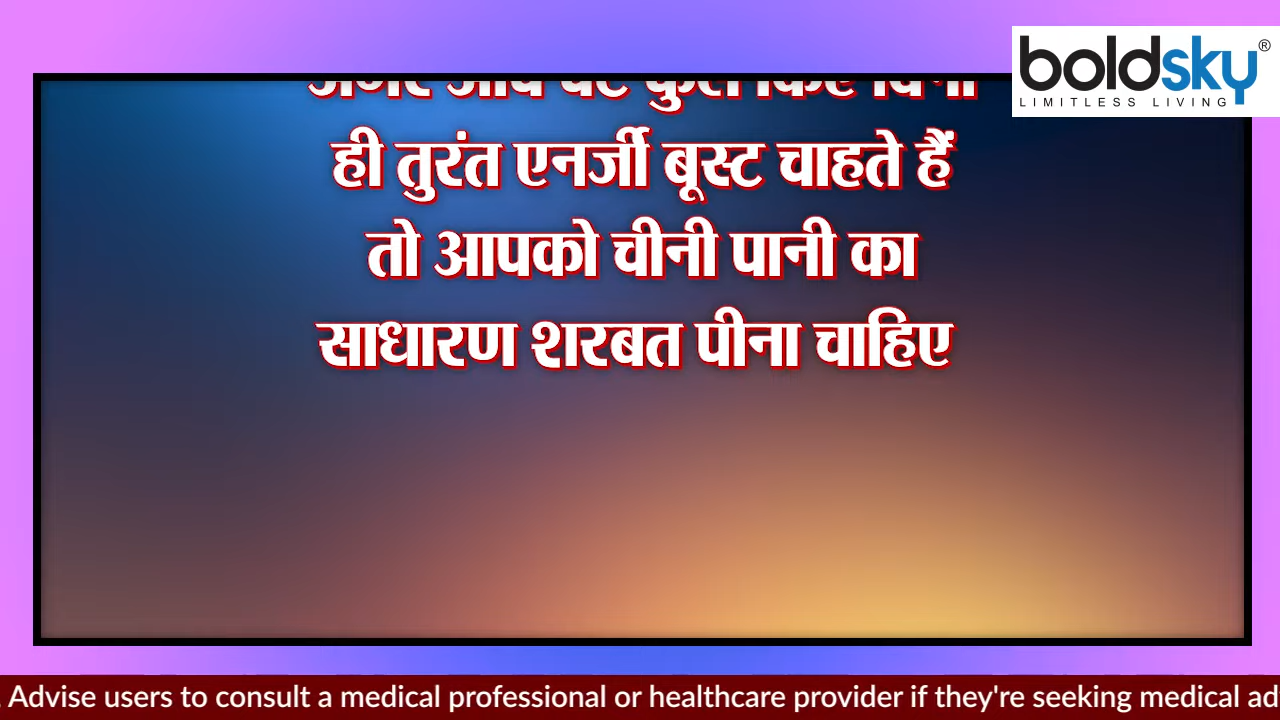 boldsky®
LIMITLESS LIVING
ही तुरंत एनर्जी बूस्ट चाहते हैं
तो आपको चीनी पानी का
साधारण शरबत पीना चाहिए
Advise users to consult a medical professional or healthcare provider if they're seeking medical ad